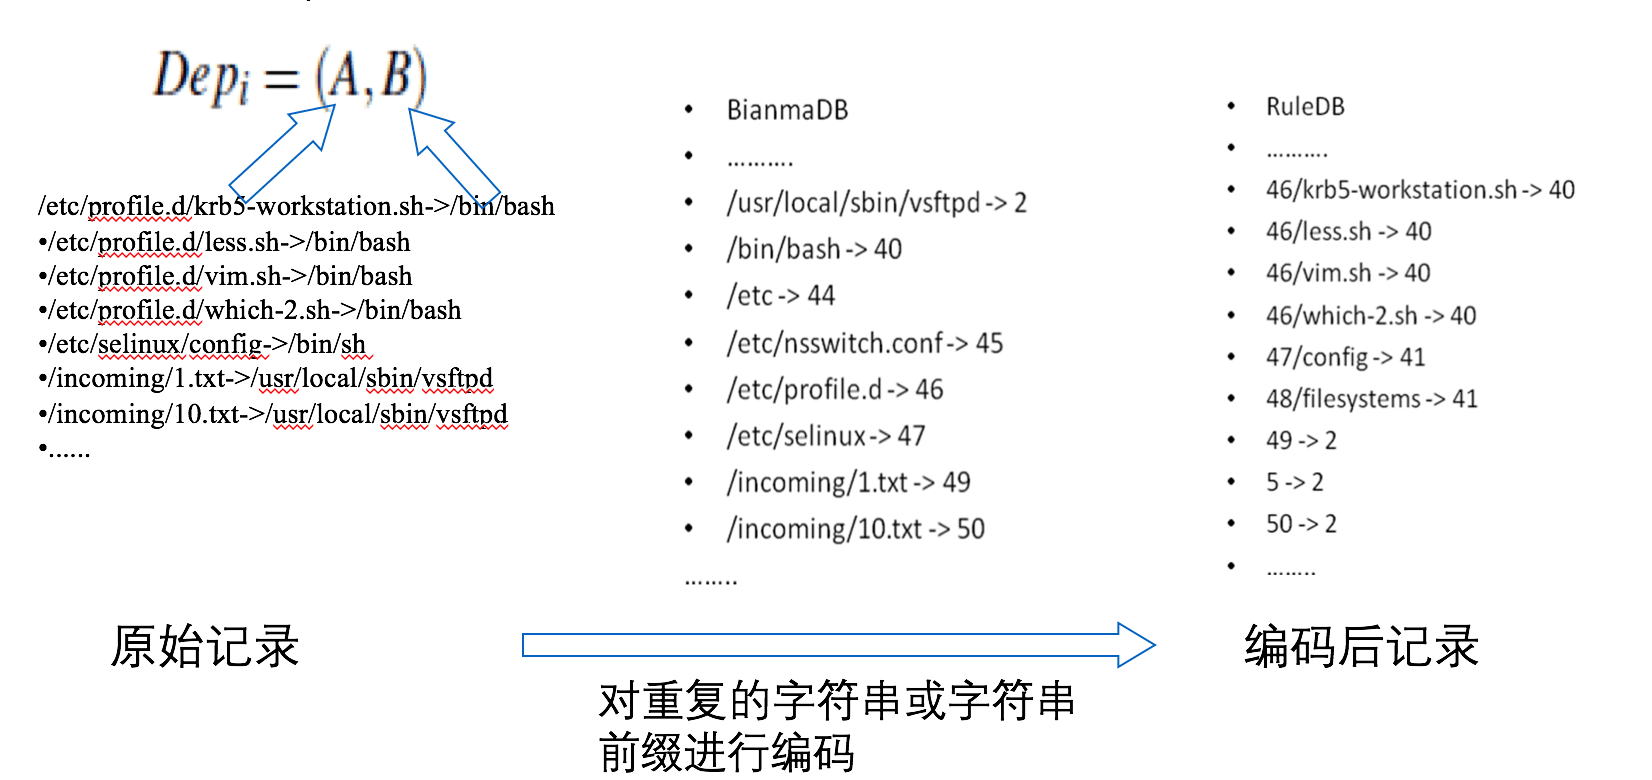 Depᵢ = (A, B)
/etc/profile.d/krb5-workstation.sh->/bin/bash
•/etc/profile.d/less.sh->/bin/bash
•/etc/profile.d/vim.sh->/bin/bash
•/etc/profile.d/which-2.sh->/bin/bash
•/etc/selinux/config->/bin/sh
•/incoming/1.txt->/usr/local/sbin/vsftpd
•/incoming/10.txt->/usr/local/sbin/vsftpd
•......
原始记录
• BianmaDB
• ..........
• /usr/local/sbin/vsftpd -> 2
• /bin/bash -> 40
• /etc -> 44
• /etc/nsswitch.conf-> 45
• /etc/profile.d -> 46
• /etc/selinux -> 47
• /incoming/1.txt -> 49
• /incoming/10.txt -> 50
........
对重复的字符串或字符串
前缀进行编码
• RuleDB
• ..........
• 46/krb5-workstation.sh -> 40
• 46/less.sh -> 40
• 46/vim.sh -> 40
• 46/which-2.sh -> 40
• 47/config -> 41
• 48/filesystems -> 41
• 49 -> 2
• 5 -> 2
• 50 -> 2
• ........
编码后记录